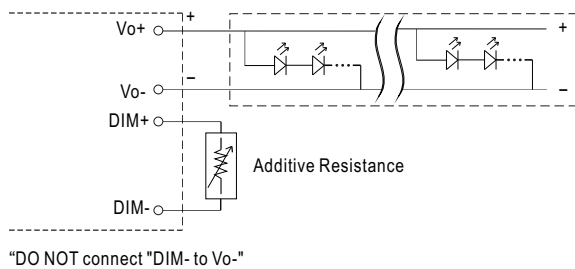 Vo+ + +
Vo- − −
DIM+
Additive Resistance
DIM-
“DO NOT connect "DIM- to Vo-"